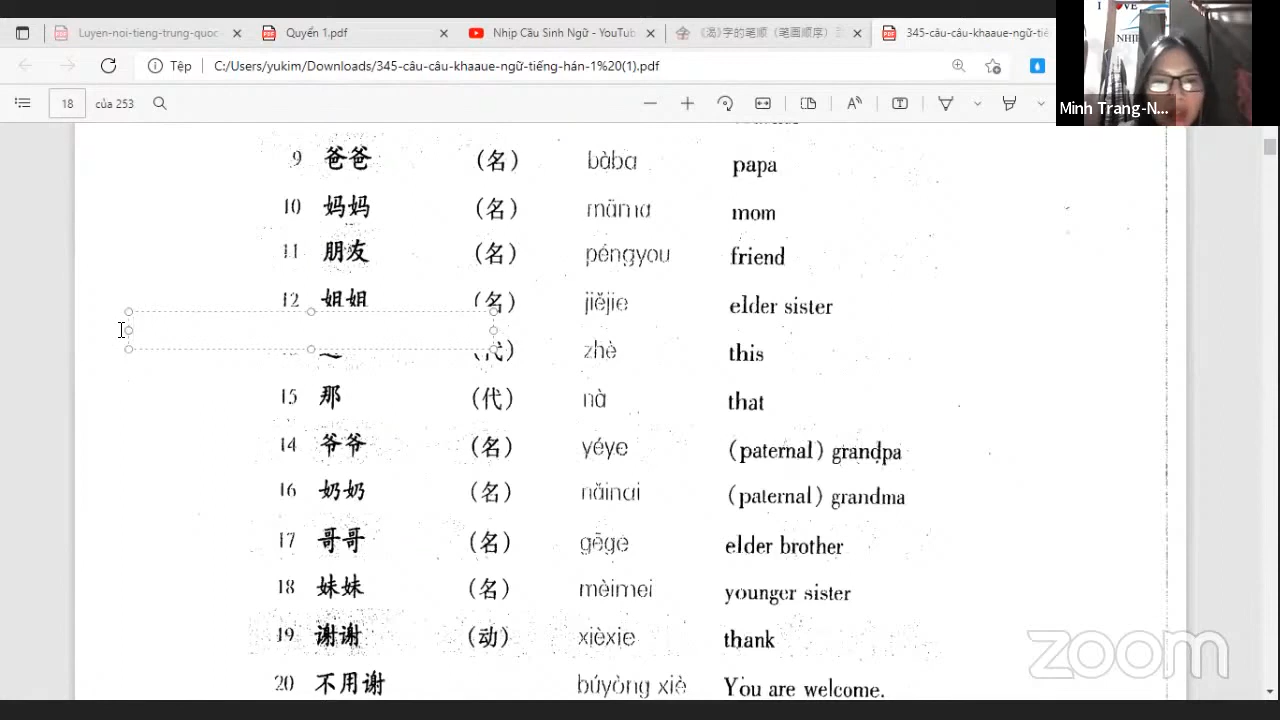 I ❤ VE
NHỊP
Luyen-noi-tieng-trung-quoc
Quyển 1.pdf
Nhịp Cầu Sinh Ngữ - YouTub
《渴》字的笔顺（笔画顺序）
345-câu-câu-khaaue-ngữ-tiế
Tệp C:/Users/yukim/Downloads/345-câu-câu-khaaue-ngữ-tiếng-hán-1%20(1).pdf
Minh Trang-N...
18 của 253
9 爸爸 （名） bàba papa
10 妈妈 （名） māma mom
11 朋友 （名） péngyou friend
12 姐姐 （名） jiějie elder sister
（代） zhè this
15 那 （代） nà that
14 爷爷 （名） yéye (paternal) grandpa
16 奶奶 （名） nǎinai (paternal) grandma
17 哥哥 （名） gēge elder brother
18 妹妹 （名） mèimei younger sister
19 谢谢 （动） xièxie thank
20 不用谢 búyòng xiè You are welcome.
zoom